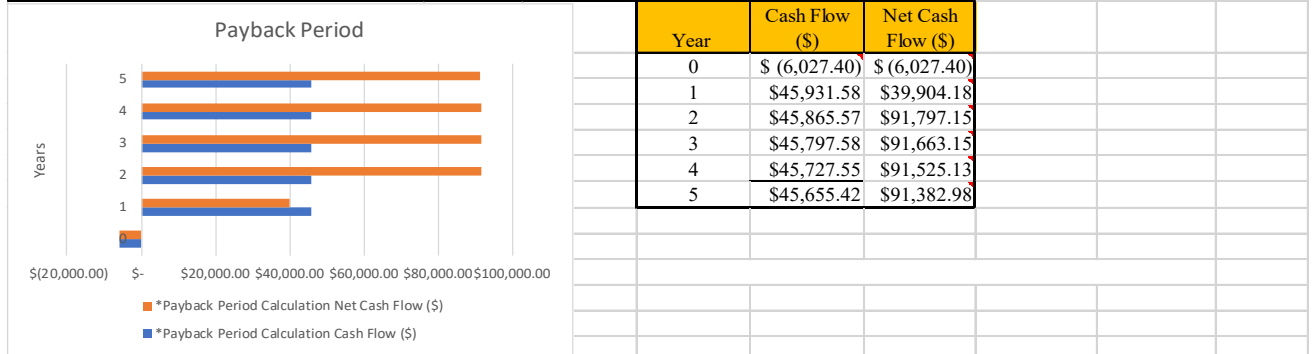 Payback Period
Years
5
4
3
2
1
0
$(20,000.00) $- $20,000.00 $40,000.00 $60,000.00 $80,000.00 $100,000.00
*Payback Period Calculation Net Cash Flow ($)
*Payback Period Calculation Cash Flow ($)
Year Cash Flow ($) Net Cash Flow ($)
0 $ (6,027.40) $ (6,027.40)
1 $45,931.58 $39,904.18
2 $45,865.57 $91,797.15
3 $45,797.58 $91,663.15
4 $45,727.55 $91,525.13
5 $45,655.42 $91,382.98